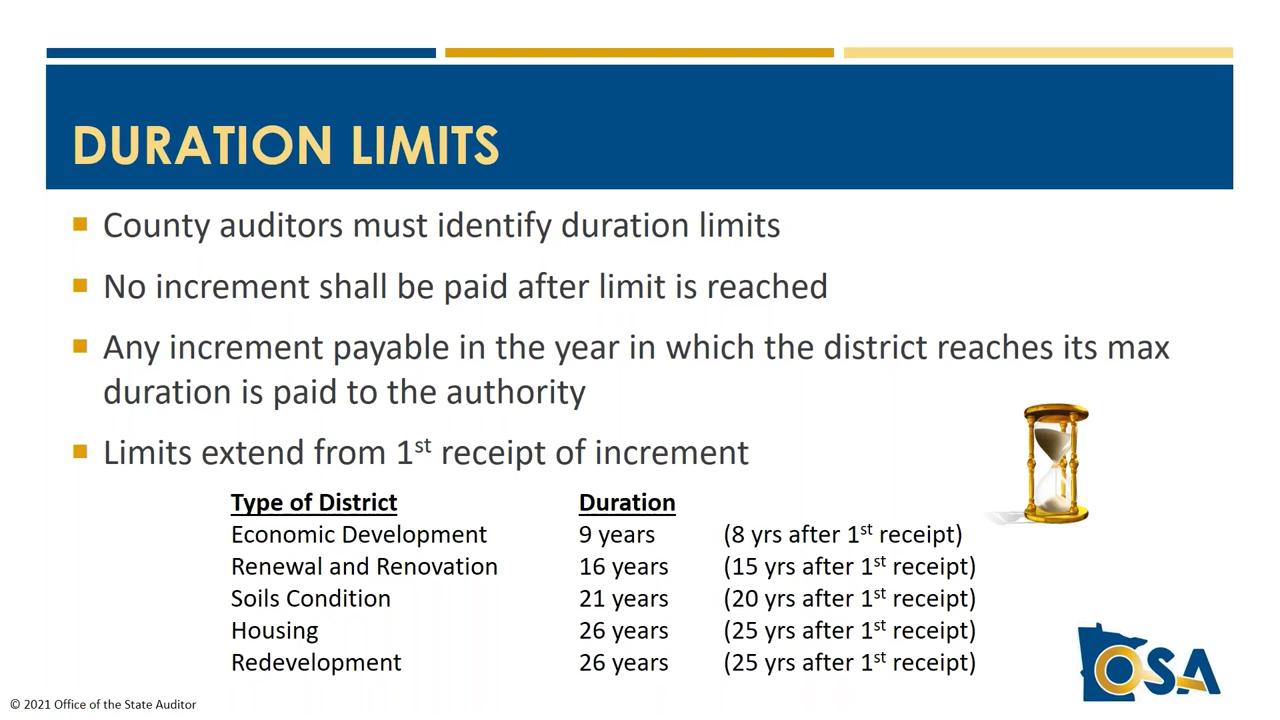 DURATION LIMITS
County auditors must identify duration limits
No increment shall be paid after limit is reached
Any increment payable in the year in which the district reaches its max
duration is paid to the authority
Limits extend from 1st receipt of increment
Type of District Duration
Economic Development 9 years (8 yrs after 1st receipt)
Renewal and Renovation 16 years (15 yrs after 1st receipt)
Soils Condition 21 years (20 yrs after 1st receipt)
Housing 26 years (25 yrs after 1st receipt)
Redevelopment 26 years (25 yrs after 1st receipt)
OSA
© 2021 Office of the State Auditor